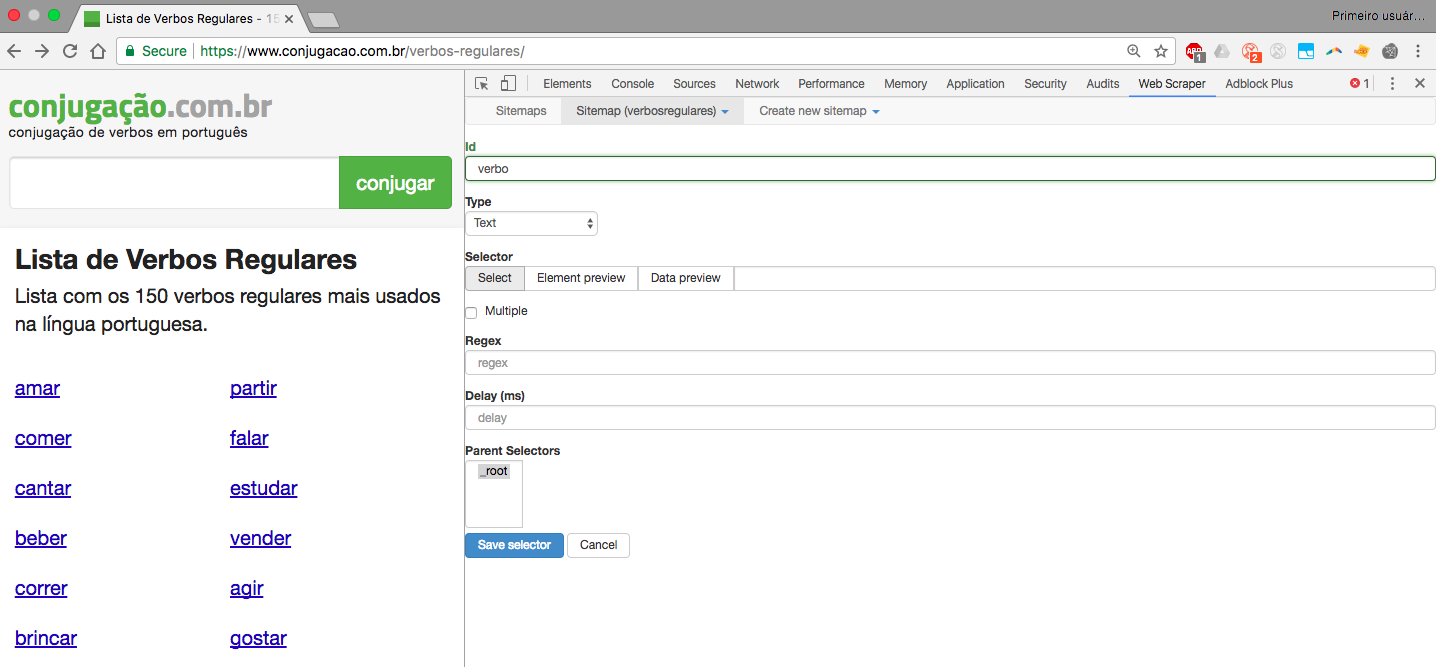 Lista de Verbos Regulares - 15
Primeiro usuár...
Secure https://www.conjugacao.com.br/verbos-regulares/
ABP 1 2
Elements Console Sources Network Performance Memory Application Security Audits Web Scraper Adblock Plus 1
Sitemaps Sitemap (verbosregulares) Create new sitemap
conjugação.com.br
conjugação de verbos em português
conjugar
Lista de Verbos Regulares
Lista com os 150 verbos regulares mais usados
na língua portuguesa.
amar partir
comer falar
cantar estudar
beber vender
correr agir
brincar gostar
Id
verbo
Type
Text
Selector
Select Element preview Data preview
Multiple
Regex
regex
Delay (ms)
delay
Parent Selectors
_root
Save selector Cancel